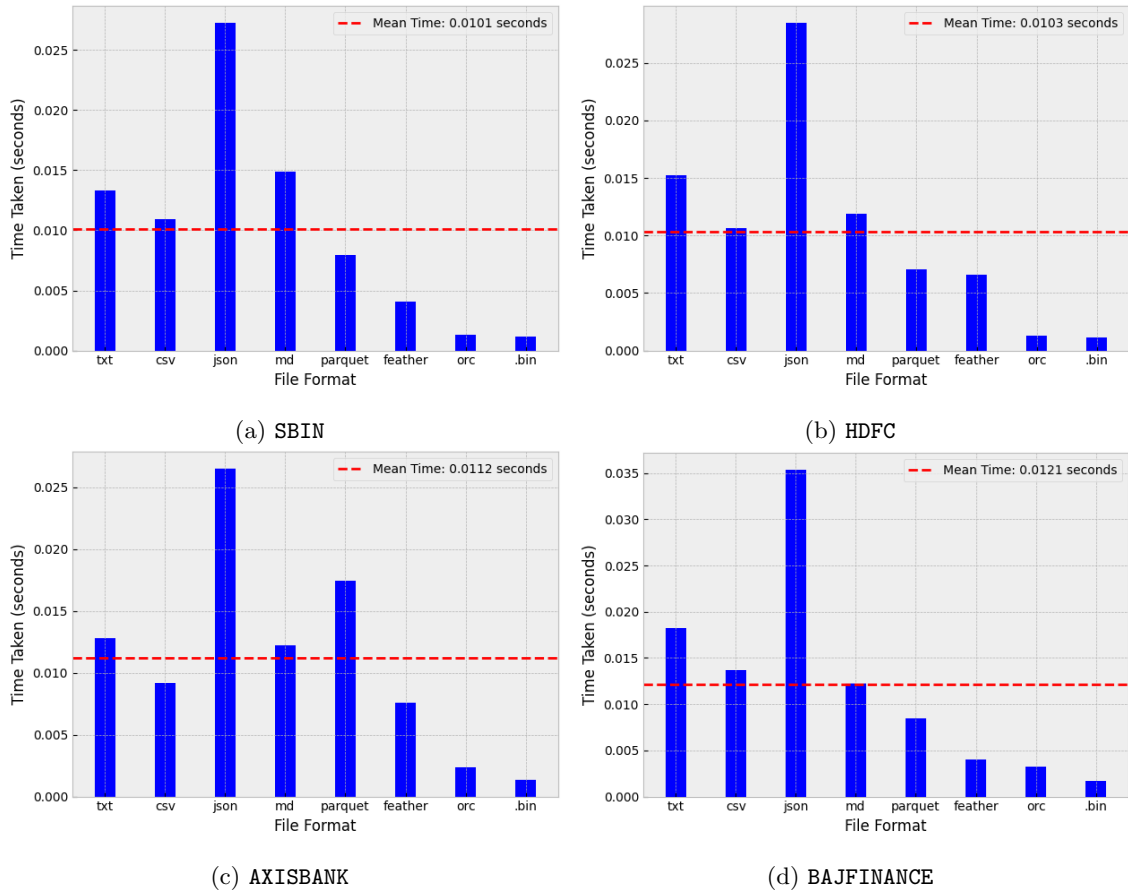 Mean Time: 0.0101 seconds
Time Taken (seconds)
0.025
0.020
0.015
0.010
0.005
0.000
txt csv json md parquet feather orc .bin
File Format
(a) SBIN
Mean Time: 0.0103 seconds
Time Taken (seconds)
0.025
0.020
0.015
0.010
0.005
0.000
txt csv json md parquet feather orc .bin
File Format
(b) HDFC
Mean Time: 0.0112 seconds
Time Taken (seconds)
0.025
0.020
0.015
0.010
0.005
0.000
txt csv json md parquet feather orc .bin
File Format
(c) AXISBANK
Mean Time: 0.0121 seconds
Time Taken (seconds)
0.035
0.030
0.025
0.020
0.015
0.010
0.005
0.000
txt csv json md parquet feather orc .bin
File Format
(d) BAJFINANCE